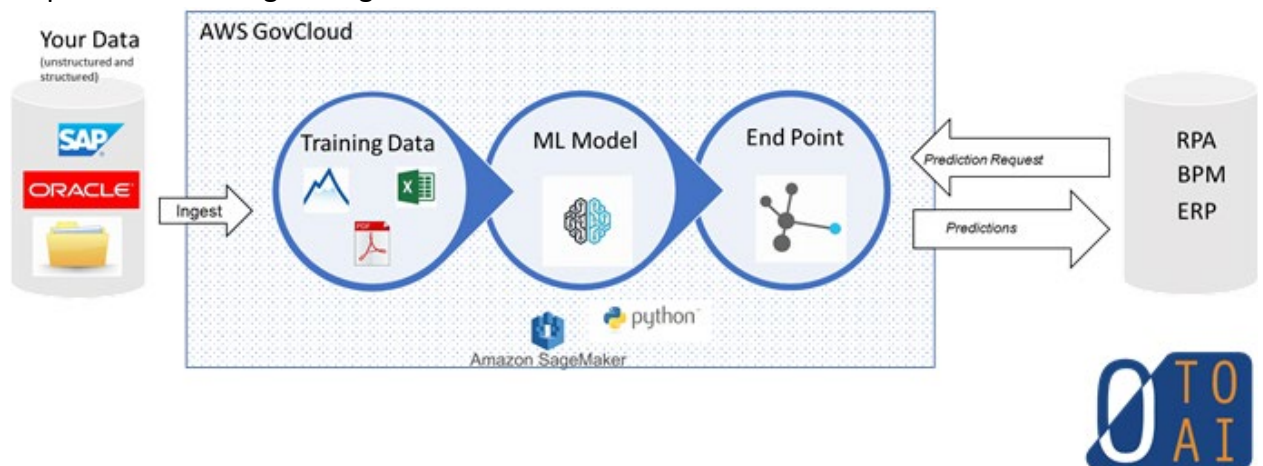 Your Data
(unstructured and
structured)
SAP
ORACLE
Ingest
AWS GovCloud
Training Data
PDF
ML Model
End Point
python
Amazon SageMaker
Prediction Request
Predictions
RPA
BPM
ERP
0 TO
AI